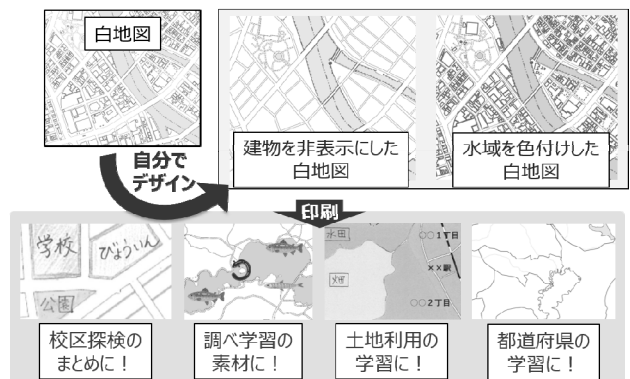 白地図
自分で
デザイン
建物を非表示にした
白地図
水域を色付けした
白地図
印刷
学校
びょういん
公園
水田
畑
○○1丁目
××駅
○○2丁目
校区探検の
まとめに！
調べ学習の
素材に！
土地利用の
学習に！
都道府県の
学習に！